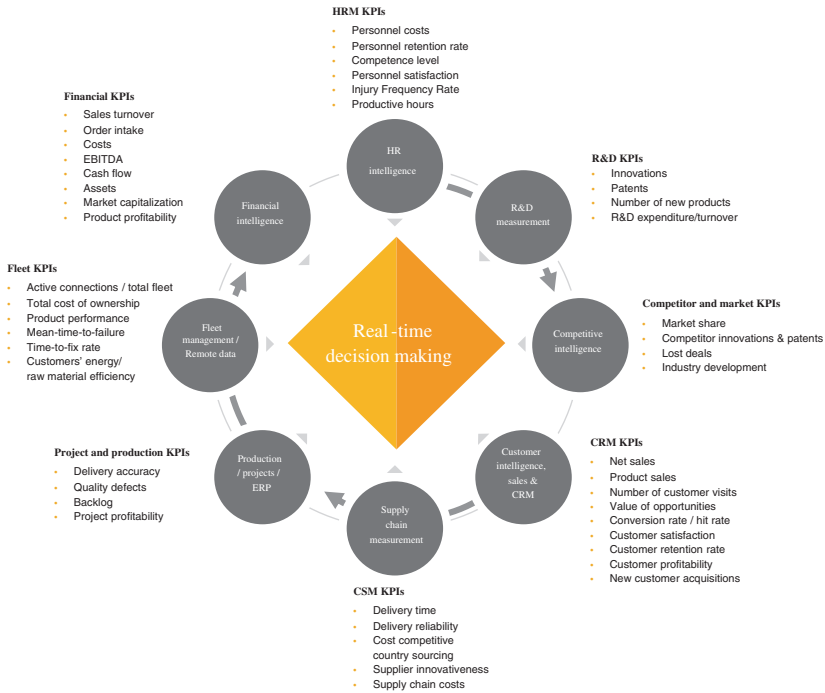 HRM KPIs
• Personnel costs
• Personnel retention rate
• Competence level
• Personnel satisfaction
• Injury Frequency Rate
• Productive hours
HR
intelligence
R&D KPIs
• Innovations
• Patents
• Number of new products
• R&D expenditure/turnover
R&D
measurement
Competitor and market KPIs
• Market share
• Competitor innovations & patents
• Lost deals
• Industry development
Competitive
intelligence
CRM KPIs
• Net sales
• Product sales
• Number of customer visits
• Value of opportunities
• Conversion rate / hit rate
• Customer satisfaction
• Customer retention rate
• Customer profitability
• New customer acquisitions
Customer
intelligence,
sales &
CRM
Supply
chain
measurement
CSM KPIs
• Delivery time
• Delivery reliability
• Cost competitive
country sourcing
• Supplier innovativeness
• Supply chain costs
Project and production KPIs
• Delivery accuracy
• Quality defects
• Backlog
• Project profitability
Production
/ projects /
ERP
Fleet KPIs
• Active connections / total fleet
• Total cost of ownership
• Product performance
• Mean-time-to-failure
• Time-to-fix rate
• Customers' energy/
raw material efficiency
Fleet
management /
Remote data
Financial KPIs
• Sales turnover
• Order intake
• Costs
• EBITDA
• Cash flow
• Assets
• Market capitalization
• Product profitability
Financial
intelligence
Real-time
decision making